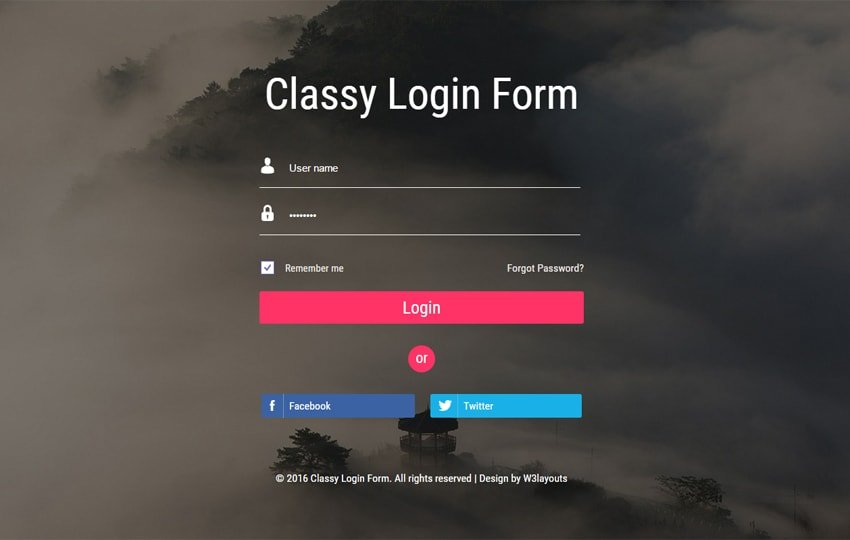 Classy Login Form
User name
••••••••
Remember me
Forgot Password?
Login
or
f Facebook
Twitter
© 2016 Classy Login Form. All rights reserved | Design by W3layouts